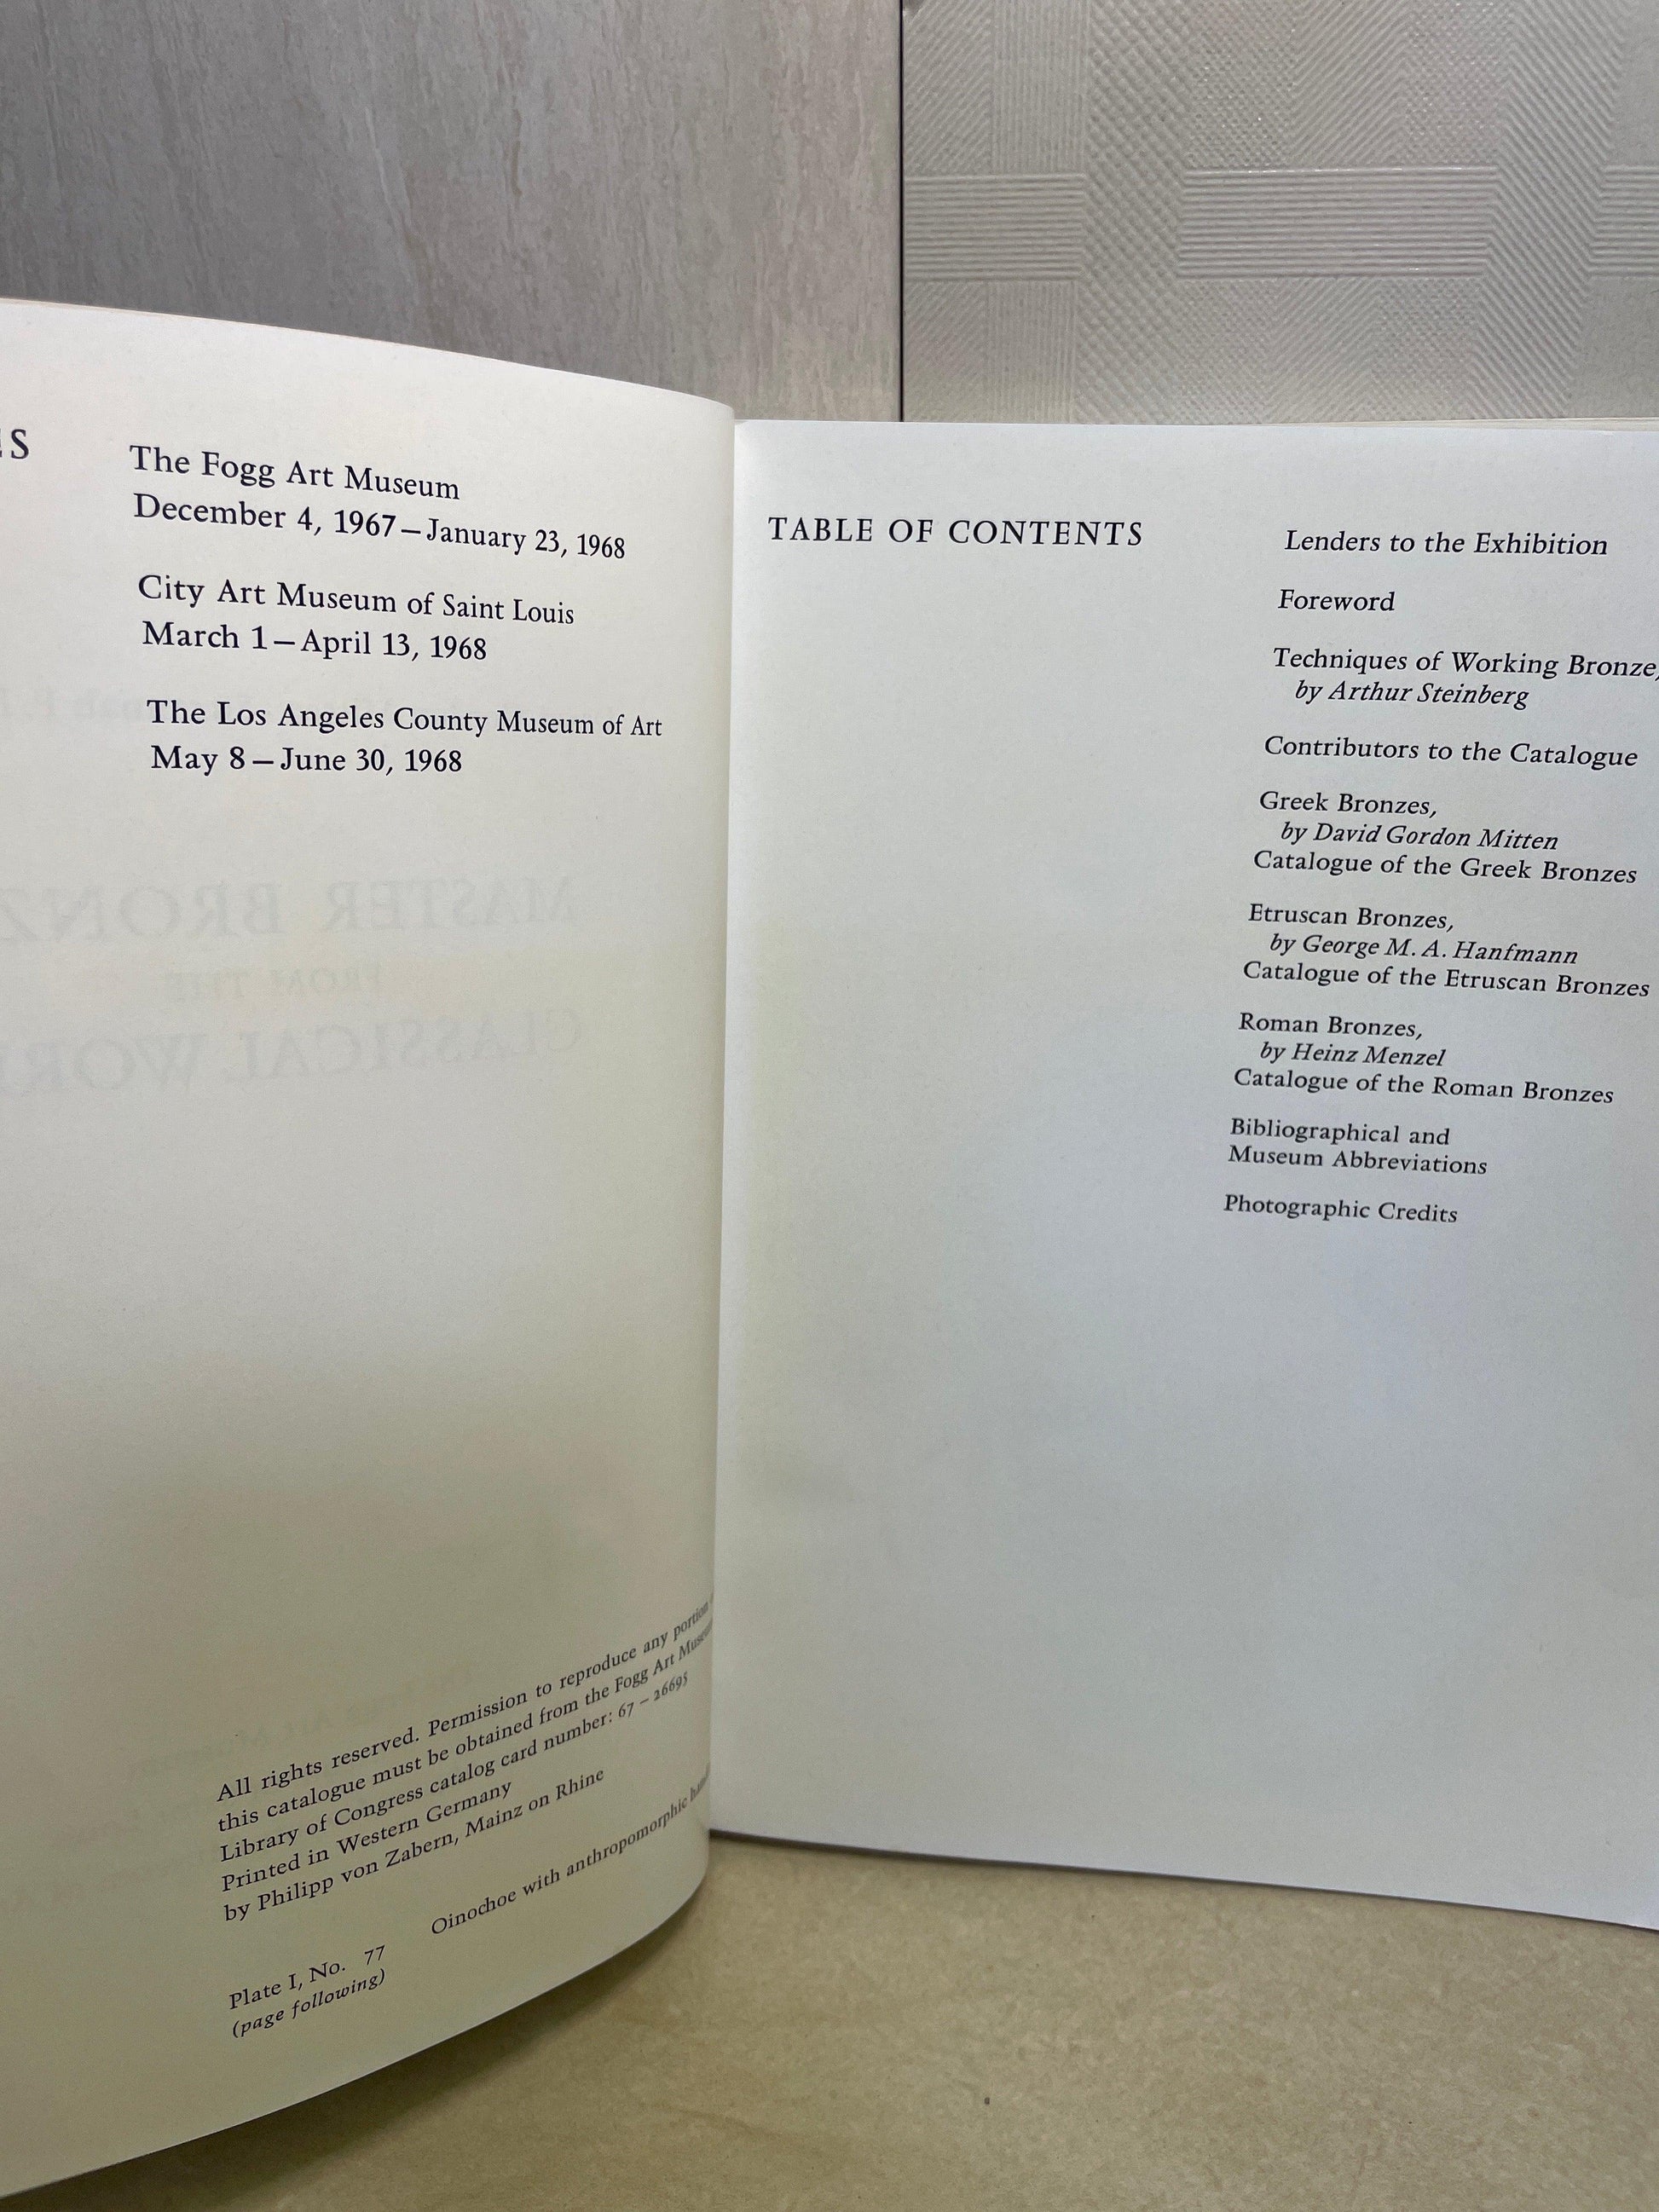 The Fogg Art Museum
December 4, 1967 – January 23, 1968
City Art Museum of Saint Louis
March 1 – April 13, 1968
The Los Angeles County Museum of Art
May 8 – June 30, 1968
MASTER
FROM THE
CLASSICAL
All rights reserved. Permission to reproduce any portion
this catalogue must be obtained from the Fogg Art
Library of Congress catalog card number: 67 – 26695
Printed in Western Germany
by Philipp von Zabern, Mainz on Rhine
Oinochoe with anthropomorphic
Plate I, No. 77
(page following)
TABLE OF CONTENTS
Lenders to the Exhibition
Foreword
Techniques of Working Bronze,
by Arthur Steinberg
Contributors to the Catalogue
Greek Bronzes,
by David Gordon Mitten
Catalogue of the Greek Bronzes
Etruscan Bronzes,
by George M. A. Hanfmann
Catalogue of the Etruscan Bronzes
Roman Bronzes,
by Heinz Menzel
Catalogue of the Roman Bronzes
Bibliographical and
Museum Abbreviations
Photographic Credits